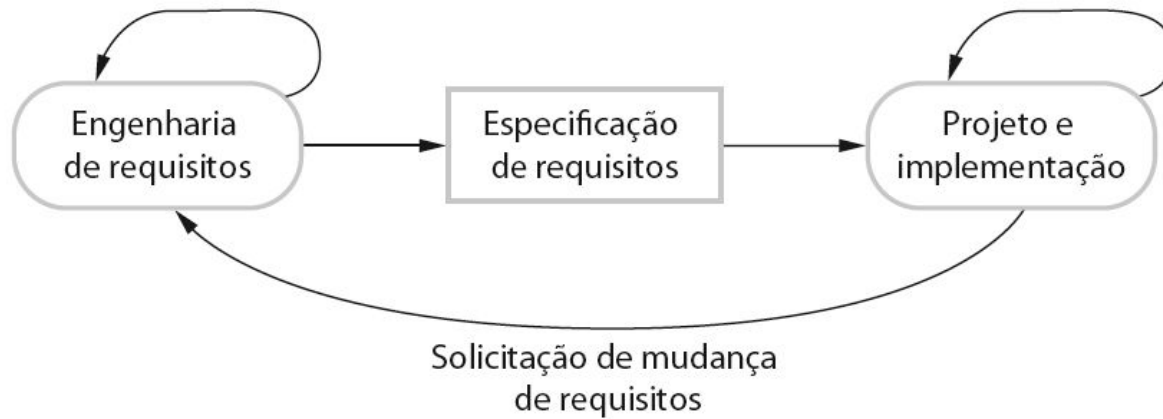 Engenharia
de requisitos
Especificação
de requisitos
Projeto e
implementação
Solicitação de mudança
de requisitos